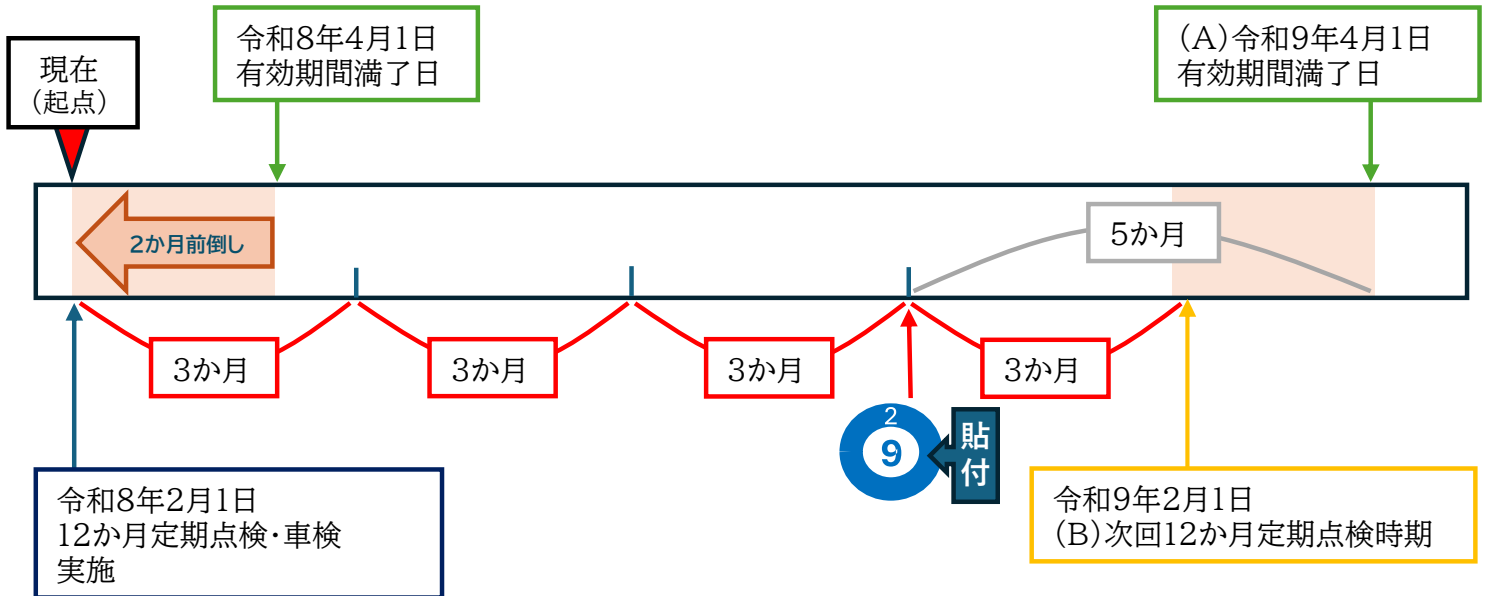 令和8年4月1日
有効期間満了日
(A)令和9年4月1日
有効期間満了日
現在
(起点)
2か月前倒し
5か月
3か月
3か月
3か月
3か月
2
9
貼
付
令和8年2月1日
12か月定期点検・車検
実施
令和9年2月1日
(B)次回12か月定期点検時期